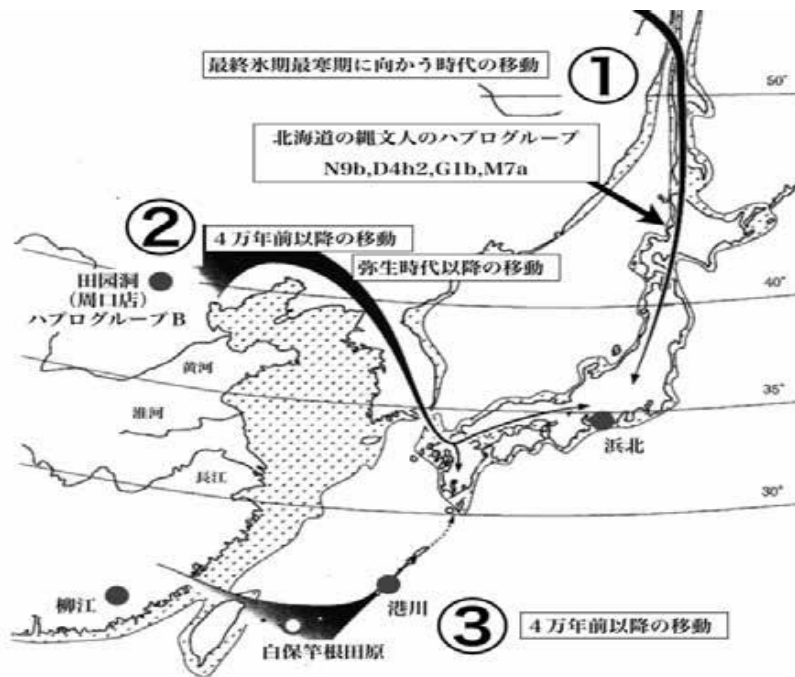 最終氷期最寒期に向かう時代の移動
①
50°
北海道の縄文人のハプログループ
N9b,D4h2,G1b,M7a
②
4万年前以降の移動
弥生時代以降の移動
田园洞
(周口店)
ハプログループB
40°
黄河
淮河
35°
浜北
長江
30°
柳江
港川
③
4万年前以降の移動
白保竿根田原